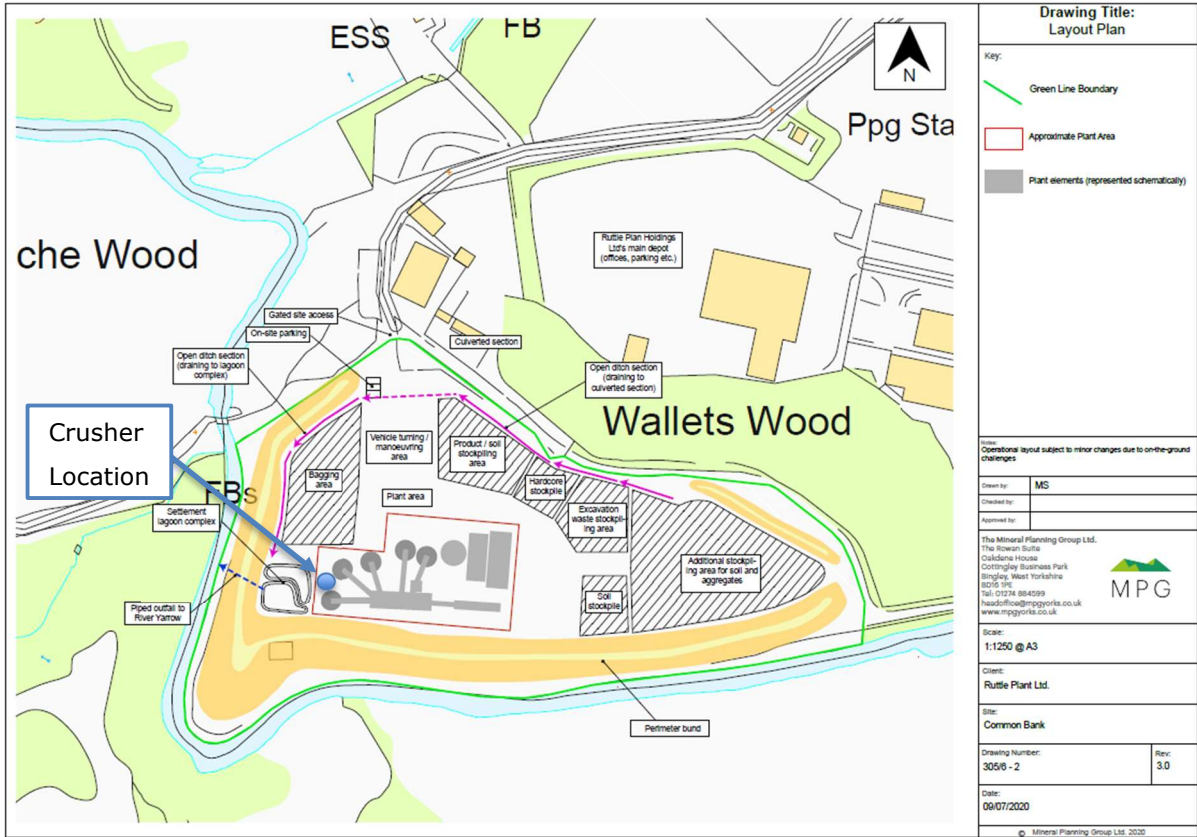 ESS
FB
N
Ppg Sta
che Wood
Ruttle Plan Holdings
Ltd's main depot
(offices, parking etc.)
Gated site access
On-site parking
Culverted section
Open ditch section
(draining to lagoon
complex)
Open ditch section
(draining to
culverted section)
Wallets Wood
Crusher
Location
Vehicle turning /
manoeuvring
area
Product / soil
stockpiling
area
Bagging
area
Hardcore
stockpile
FBs
Plant area
Settlement
lagoon complex
Excavation
waste stockpil-
ing area
Additional stockpil-
ing area for soil and
aggregates
Soil
stockpile
Piped outfall to
River Yarrow
Perimeter bund
Drawing Title:
Layout Plan
Key:
Green Line Boundary
Approximate Plant Area
Plant elements (represented schematically)
Notes:
Operational layout subject to minor changes due to on-the-ground
challenges
Drawn by: MS
Checked by:
Approved by:
The Mineral Planning Group Ltd.
The Rowan Suite
Oakdene House
Cottingley Business Park
Bingley, West Yorkshire
BD16 1PE
Tel: 01274 884599
headoffice@mpgyorks.co.uk
www.mpgyorks.co.uk
MPG
Scale:
1:1250 @ A3
Client:
Ruttle Plant Ltd.
Site:
Common Bank
Drawing Number:
305/6 - 2
Rev:
3.0
Date:
09/07/2020
© Mineral Planning Group Ltd. 2020